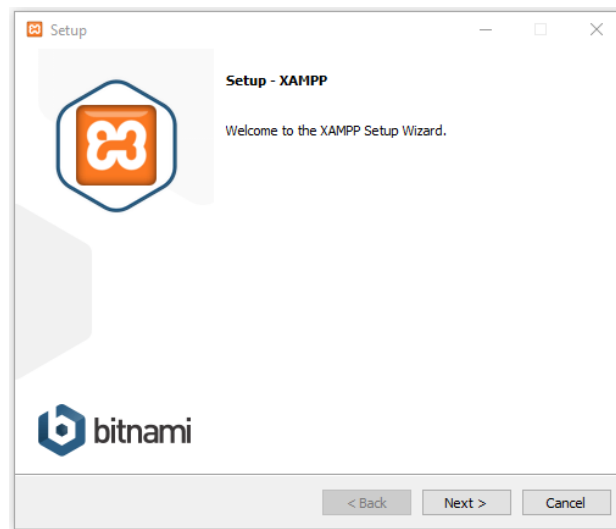 Setup
Setup - XAMPP
Welcome to the XAMPP Setup Wizard.
bitnami
< Back
Next >
Cancel